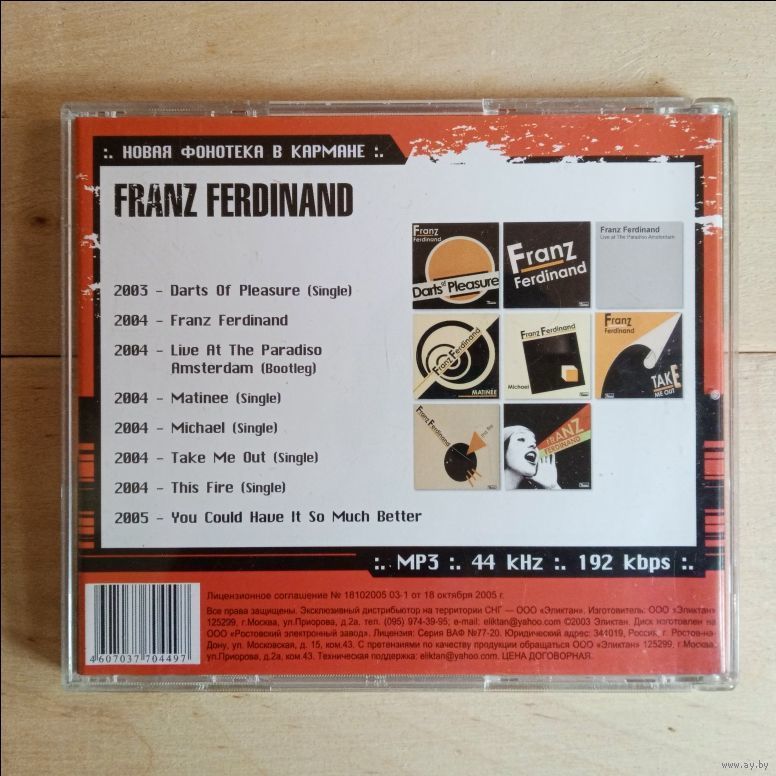 :. НОВАЯ ФОНОТЕКА В КАРМАНЕ :.
FRANZ FERDINAND
2003 - Darts Of Pleasure (Single)
2004 - Franz Ferdinand
2004 - Live At The Paradiso
Amsterdam (Bootleg)
2004 - Matinee (Single)
2004 - Michael (Single)
2004 - Take Me Out (Single)
2004 - This Fire (Single)
2005 - You Could Have It So Much Better
Franz
Ferdinand
Darts of Pleasure
Franz
Ferdinand
Franz Ferdinand
Live at The Paradiso Amsterdam
Franz Ferdinand
MATINÉE
Franz Ferdinand
Michael
Franz
Ferdinand
TAKE
ME OUT
Franz
Ferdinand
This fire
FRANZ
FERDINAND
:. MP3 :. 44 kHz :. 192 kbps :.
Лицензионное соглашение № 18102005 03-1 от 18 октября 2005 г.
Все права защищены. Эксклюзивный дистрибьютор на территории СНГ — ООО «Эликтан». Изготовитель: ООО «Эликтан»
125299, г.Москва, ул.Приорова, д.2а, тел. (095) 974-39-95; e-mail: eliktan@yahoo.com. ©2003 Эликтан. Диск изготовлен на
ООО «Ростовский электронный завод». Лицензия: Серия ВАФ №77-20. Юридический адрес: 344019, Россия, г. Ростов-на-
Дону, ул. Московская, д. 15, ком.43. С претензиями по качеству продукции обращаться ООО «Эликтан» 125299, г.Москва,
ул.Приорова, д.2а, ком.43. Техническая поддержка: eliktan@yahoo.com. ЦЕНА ДОГОВОРНАЯ.
4 607037 704497
www.ay.by